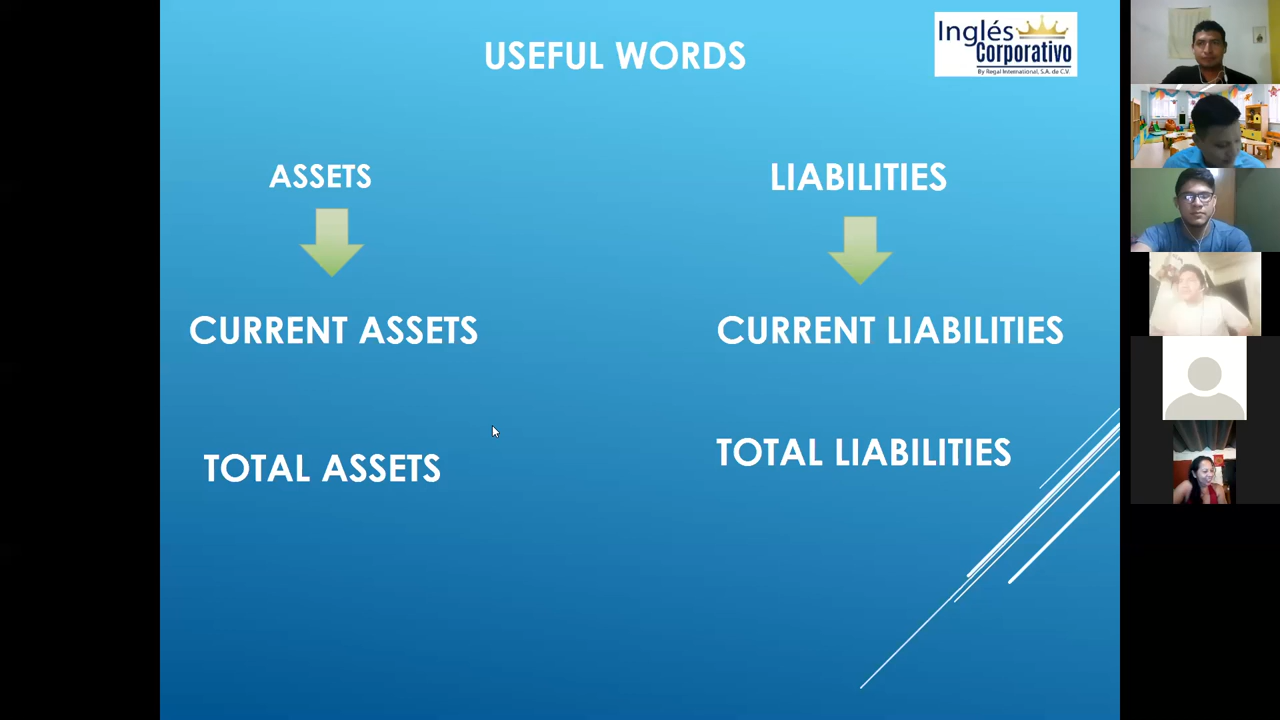 USEFUL WORDS
Inglés
Corporativo
By Regal International, S.A. de C.V.
ASSETS
LIABILITIES
CURRENT ASSETS
CURRENT LIABILITIES
TOTAL ASSETS
TOTAL LIABILITIES